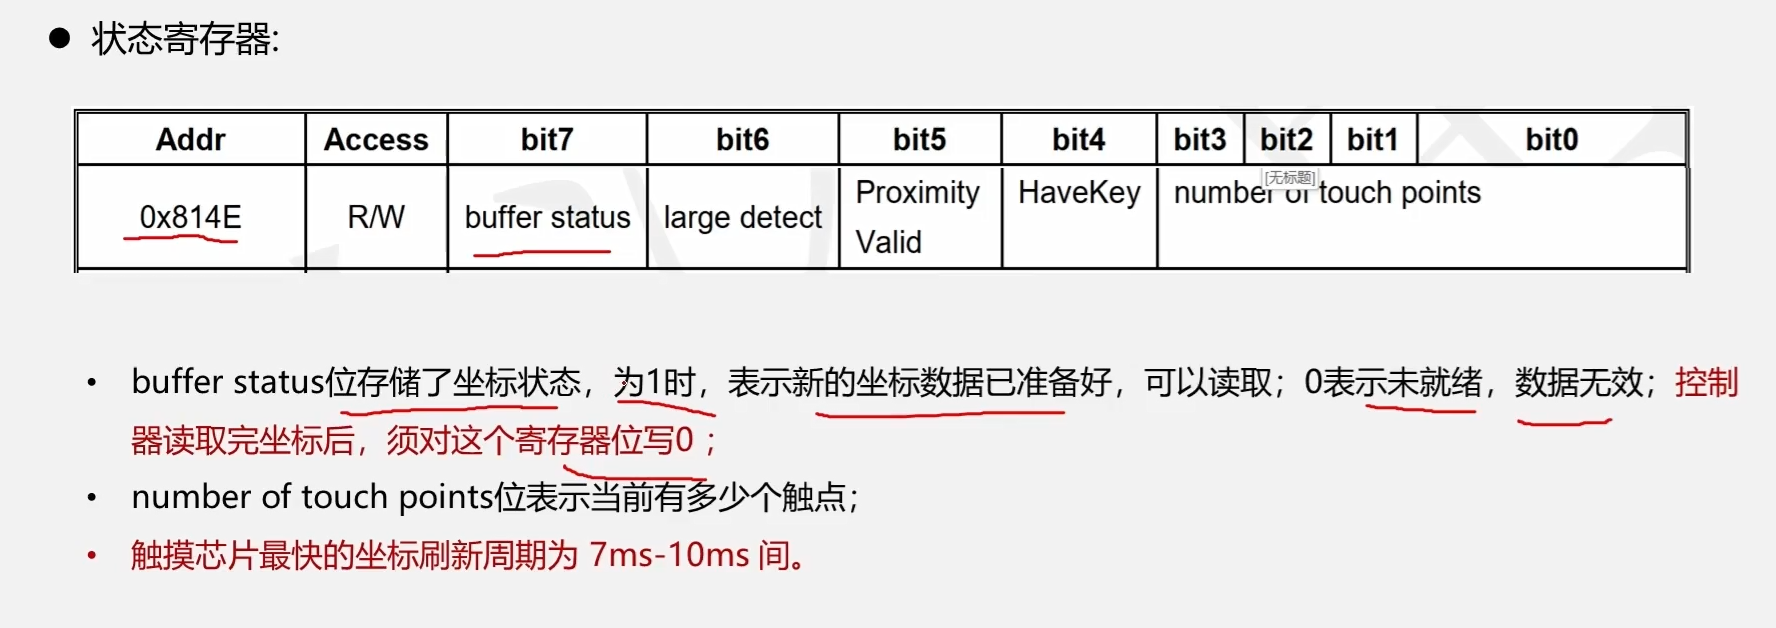 ● 状态寄存器:
Addr Access bit7 bit6 bit5 bit4 bit3 bit2 bit1 bit0
0x814E R/W buffer status large detect Proximity Valid HaveKey number of touch points
[无标题]
• buffer status位存储了坐标状态，为1时，表示新的坐标数据已准备好，可以读取；0表示未就绪，数据无效；控制
器读取完坐标后，须对这个寄存器位写0 ；
• number of touch points位表示当前有多少个触点；
• 触摸芯片最快的坐标刷新周期为 7ms-10ms 间。